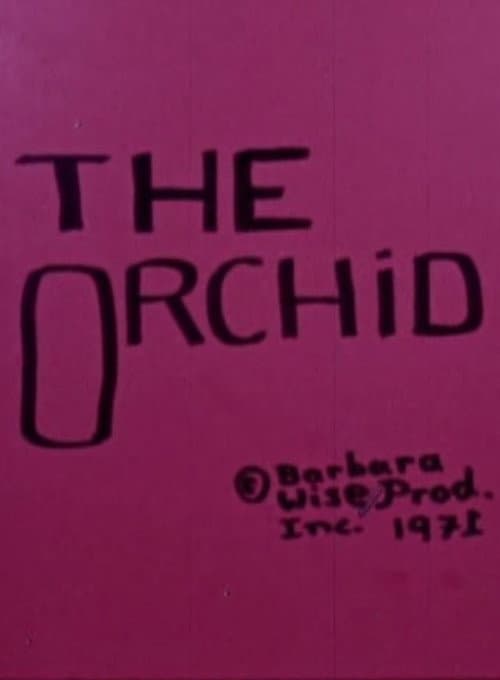 THE
ORCHiD
© Barbara
Wise Prod.
Inc. 1971